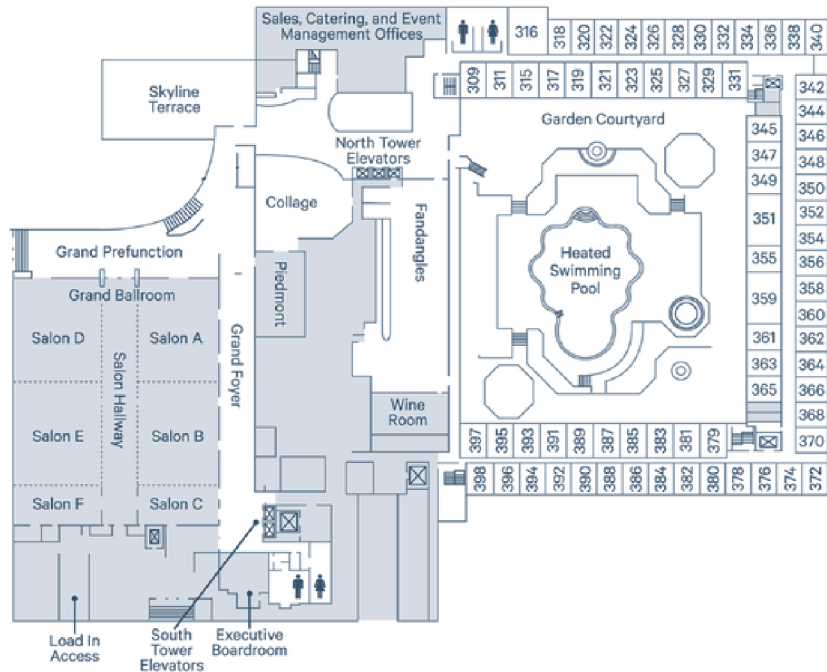 Sales, Catering, and Event
Management Offices
316
318
320
322
324
326
328
330
332
334
336
338
340
Skyline
Terrace
309
311
315
317
319
321
323
325
327
329
331
342
344
346
348
350
352
354
356
358
360
362
364
366
368
370
Garden Courtyard
North Tower
Elevators
345
347
349
351
355
359
361
363
365
Collage
Fandangles
Heated
Swimming
Pool
Grand Prefunction
Piedmont
Grand Ballroom
Salon D
Salon A
Salon Hallway
Grand Foyer
Salon E
Salon B
Wine
Room
Salon F
Salon C
397
395
393
391
389
387
385
383
381
379
398
396
394
392
390
388
386
384
382
380
378
376
374
372
Load In
Access
South
Tower
Elevators
Executive
Boardroom